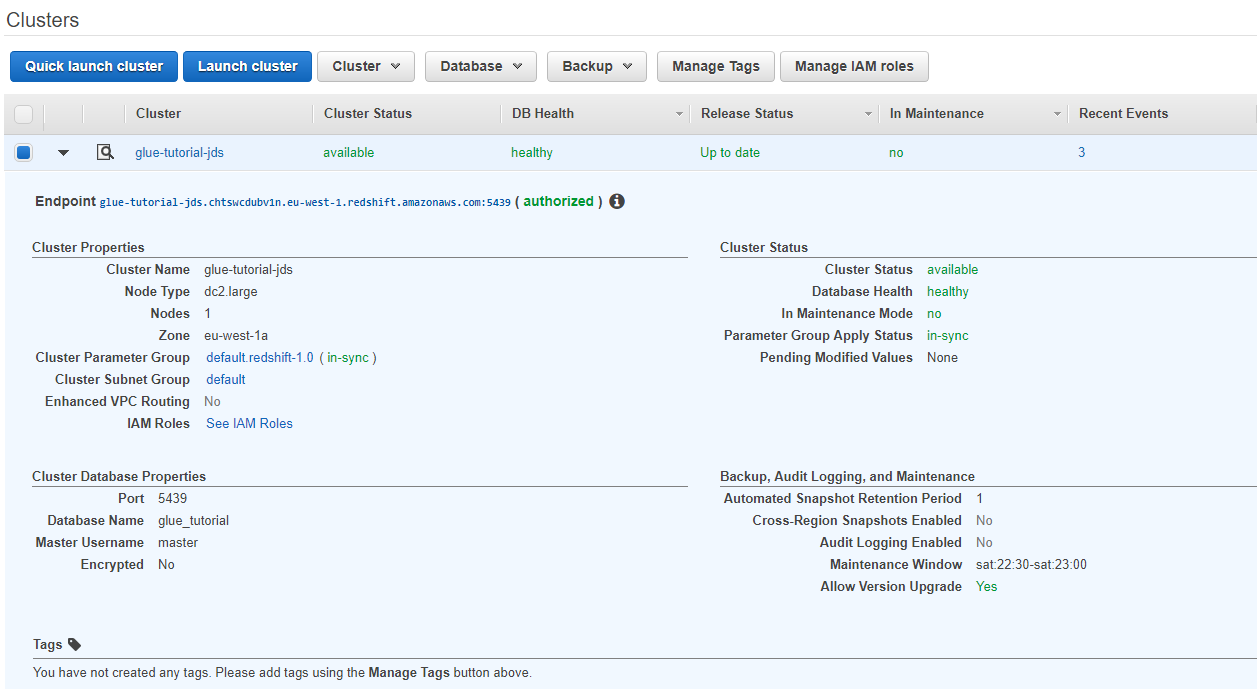 Clusters
Quick launch cluster Launch cluster Cluster Database Backup Manage Tags Manage IAM roles
Cluster Cluster Status DB Health Release Status In Maintenance Recent Events
glue-tutorial-jds available healthy Up to date no 3
Endpoint glue-tutorial-jds.chtswcdubv1n.eu-west-1.redshift.amazonaws.com:5439 ( authorized )
Cluster Properties
Cluster Name glue-tutorial-jds
Node Type dc2.large
Nodes 1
Zone eu-west-1a
Cluster Parameter Group default.redshift-1.0 ( in-sync )
Cluster Subnet Group default
Enhanced VPC Routing No
IAM Roles See IAM Roles
Cluster Status
Cluster Status available
Database Health healthy
In Maintenance Mode no
Parameter Group Apply Status in-sync
Pending Modified Values None
Cluster Database Properties
Port 5439
Database Name glue_tutorial
Master Username master
Encrypted No
Backup, Audit Logging, and Maintenance
Automated Snapshot Retention Period 1
Cross-Region Snapshots Enabled No
Audit Logging Enabled No
Maintenance Window sat:22:30-sat:23:00
Allow Version Upgrade Yes
Tags
You have not created any tags. Please add tags using the Manage Tags button above.